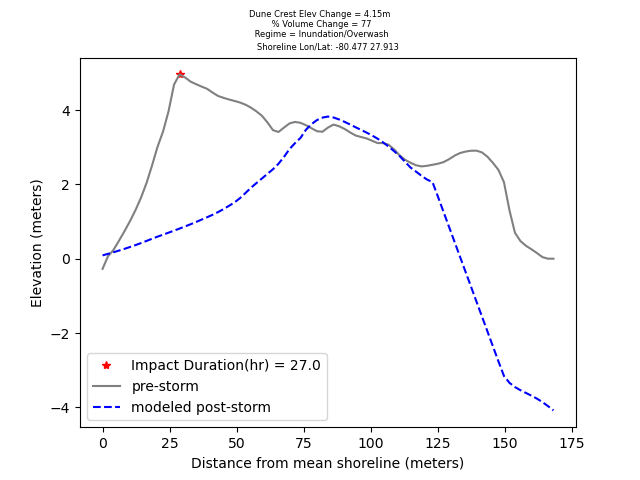 Dune Crest Elev Change = 4.15m
% Volume Change = 77
Regime = Inundation/Overwash
Shoreline Lon/Lat: -80.477 27.913
Elevation (meters)
4
2
0
−2
−4
Impact Duration(hr) = 27.0
pre-storm
modeled post-storm
0 25 50 75 100 125 150 175
Distance from mean shoreline (meters)